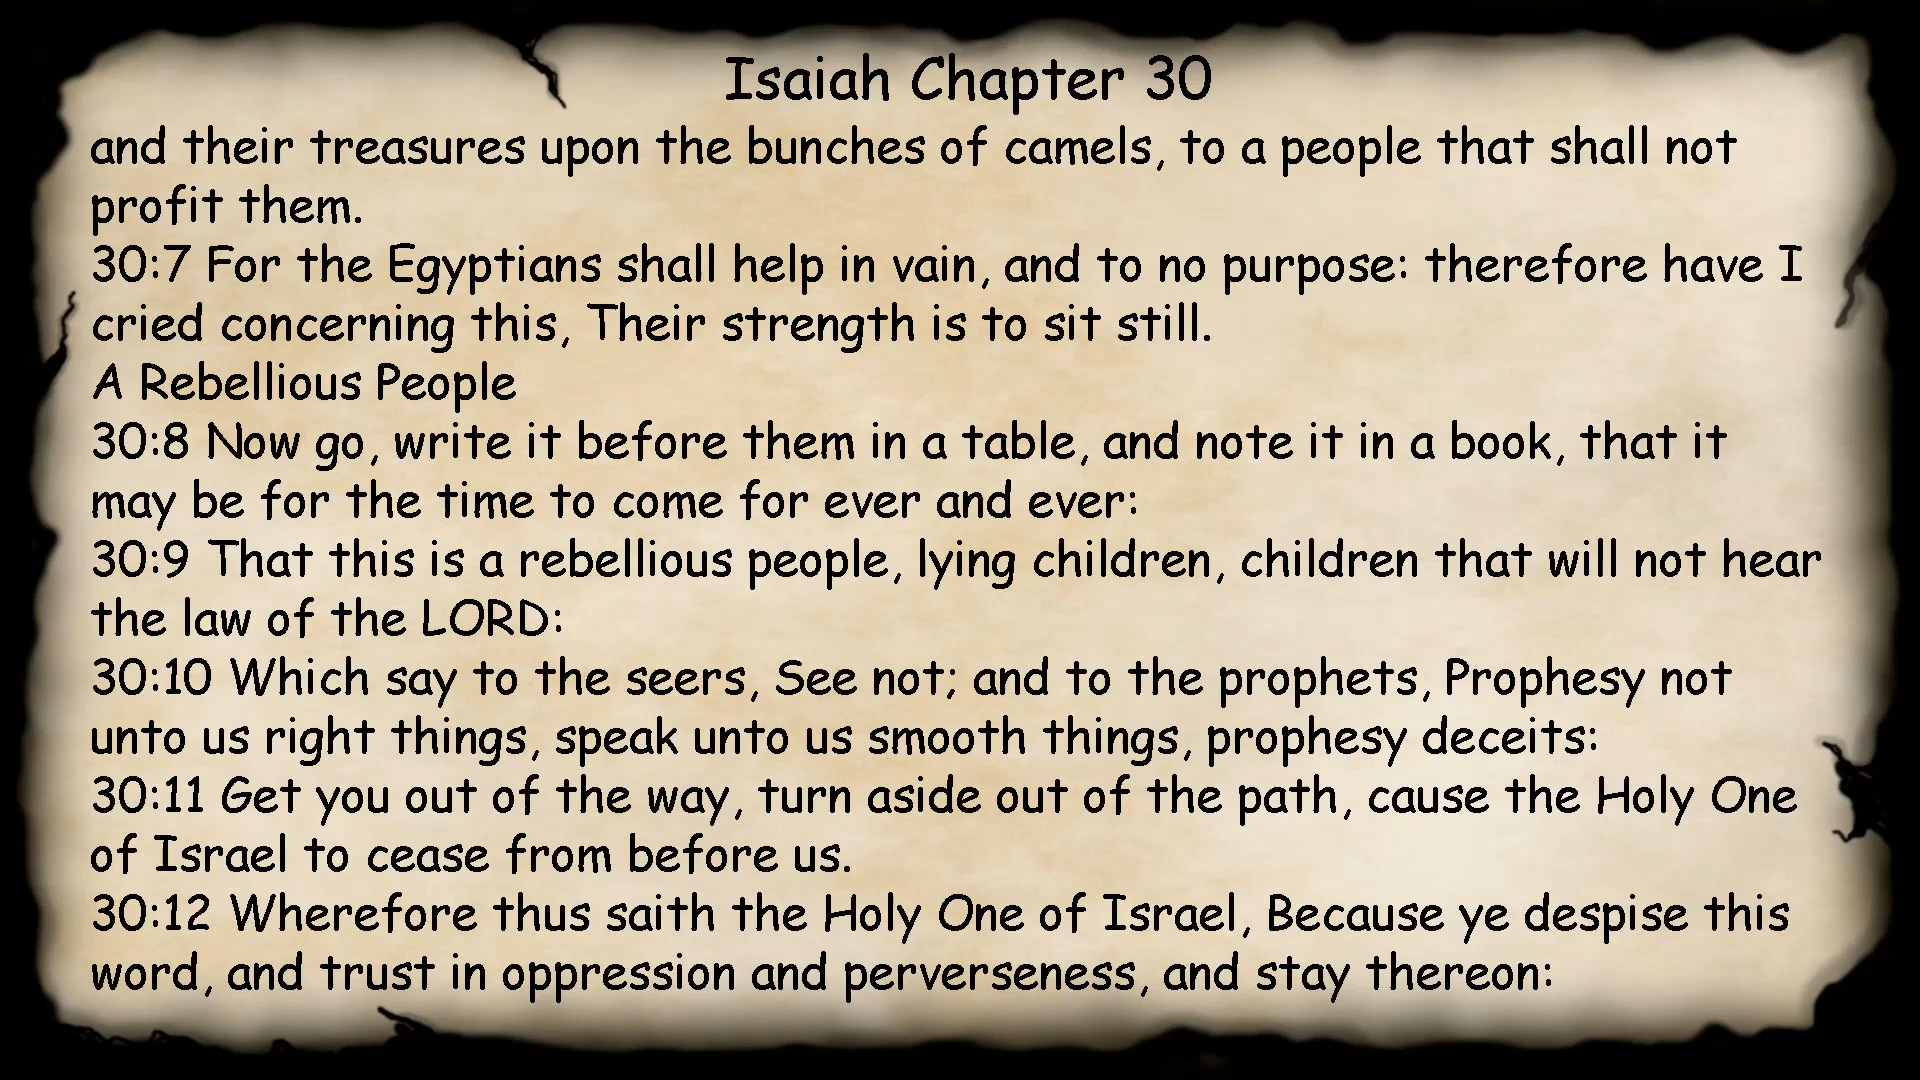 Isaiah Chapter 30
and their treasures upon the bunches of camels, to a people that shall not
profit them.
30:7 For the Egyptians shall help in vain, and to no purpose: therefore have I
cried concerning this, Their strength is to sit still.
A Rebellious People
30:8 Now go, write it before them in a table, and note it in a book, that it
may be for the time to come for ever and ever:
30:9 That this is a rebellious people, lying children, children that will not hear
the law of the LORD:
30:10 Which say to the seers, See not; and to the prophets, Prophesy not
unto us right things, speak unto us smooth things, prophesy deceits:
30:11 Get you out of the way, turn aside out of the path, cause the Holy One
of Israel to cease from before us.
30:12 Wherefore thus saith the Holy One of Israel, Because ye despise this
word, and trust in oppression and perverseness, and stay thereon: